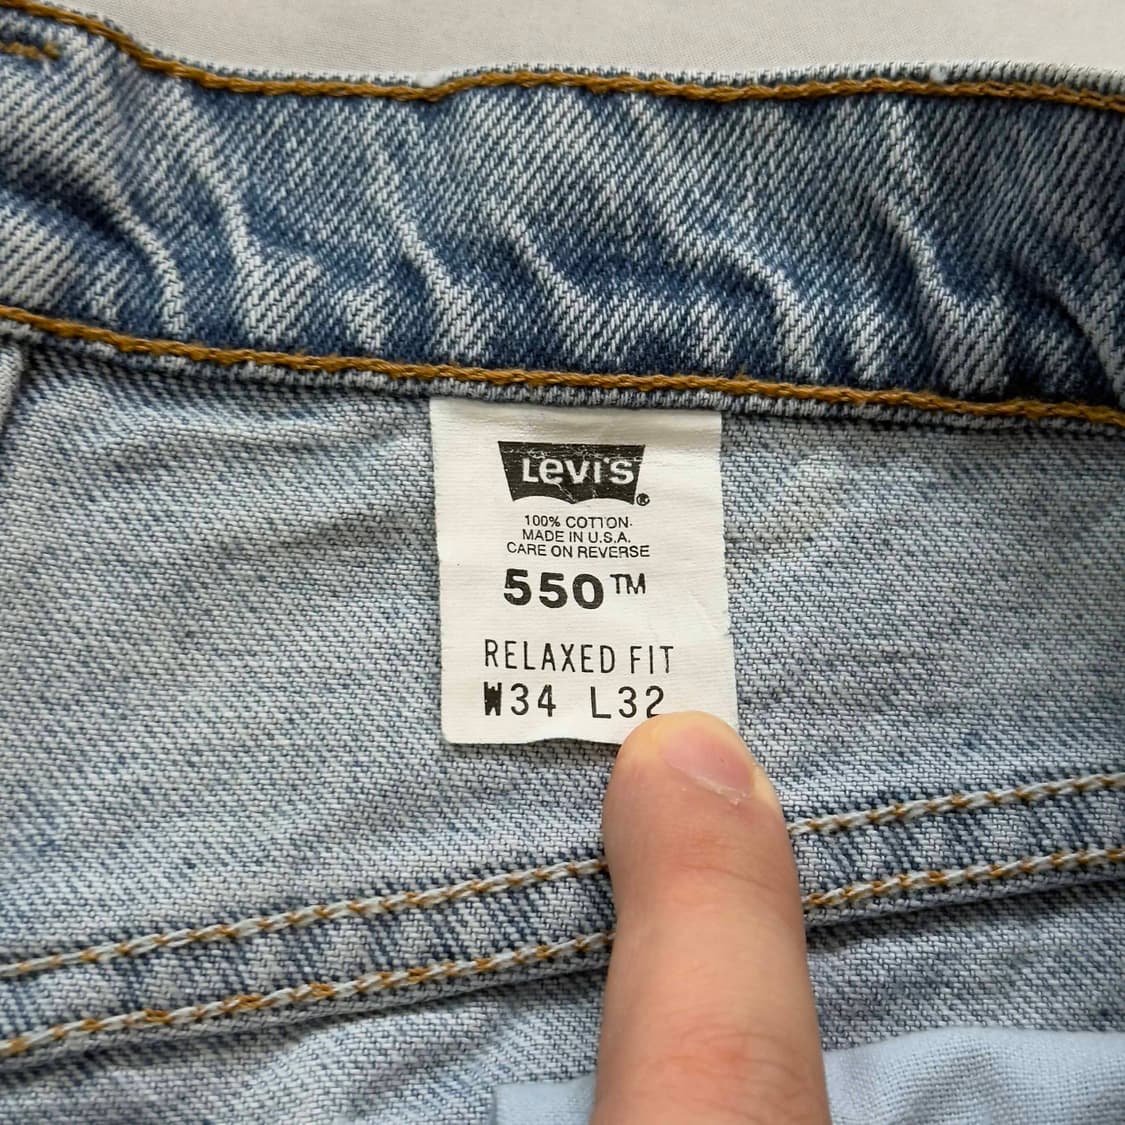 LEVI'S
®
100% COTTON
MADE IN U.S.A.
CARE ON REVERSE
550™
RELAXED FIT
W34 L32